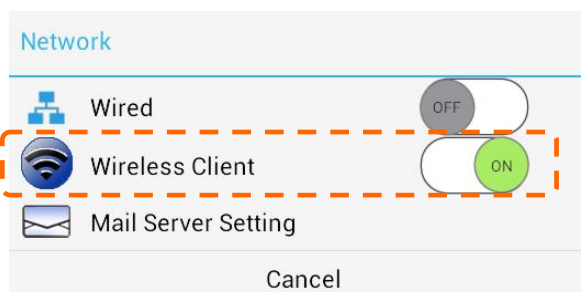 Network
Wired OFF
Wireless Client ON
Mail Server Setting
Cancel